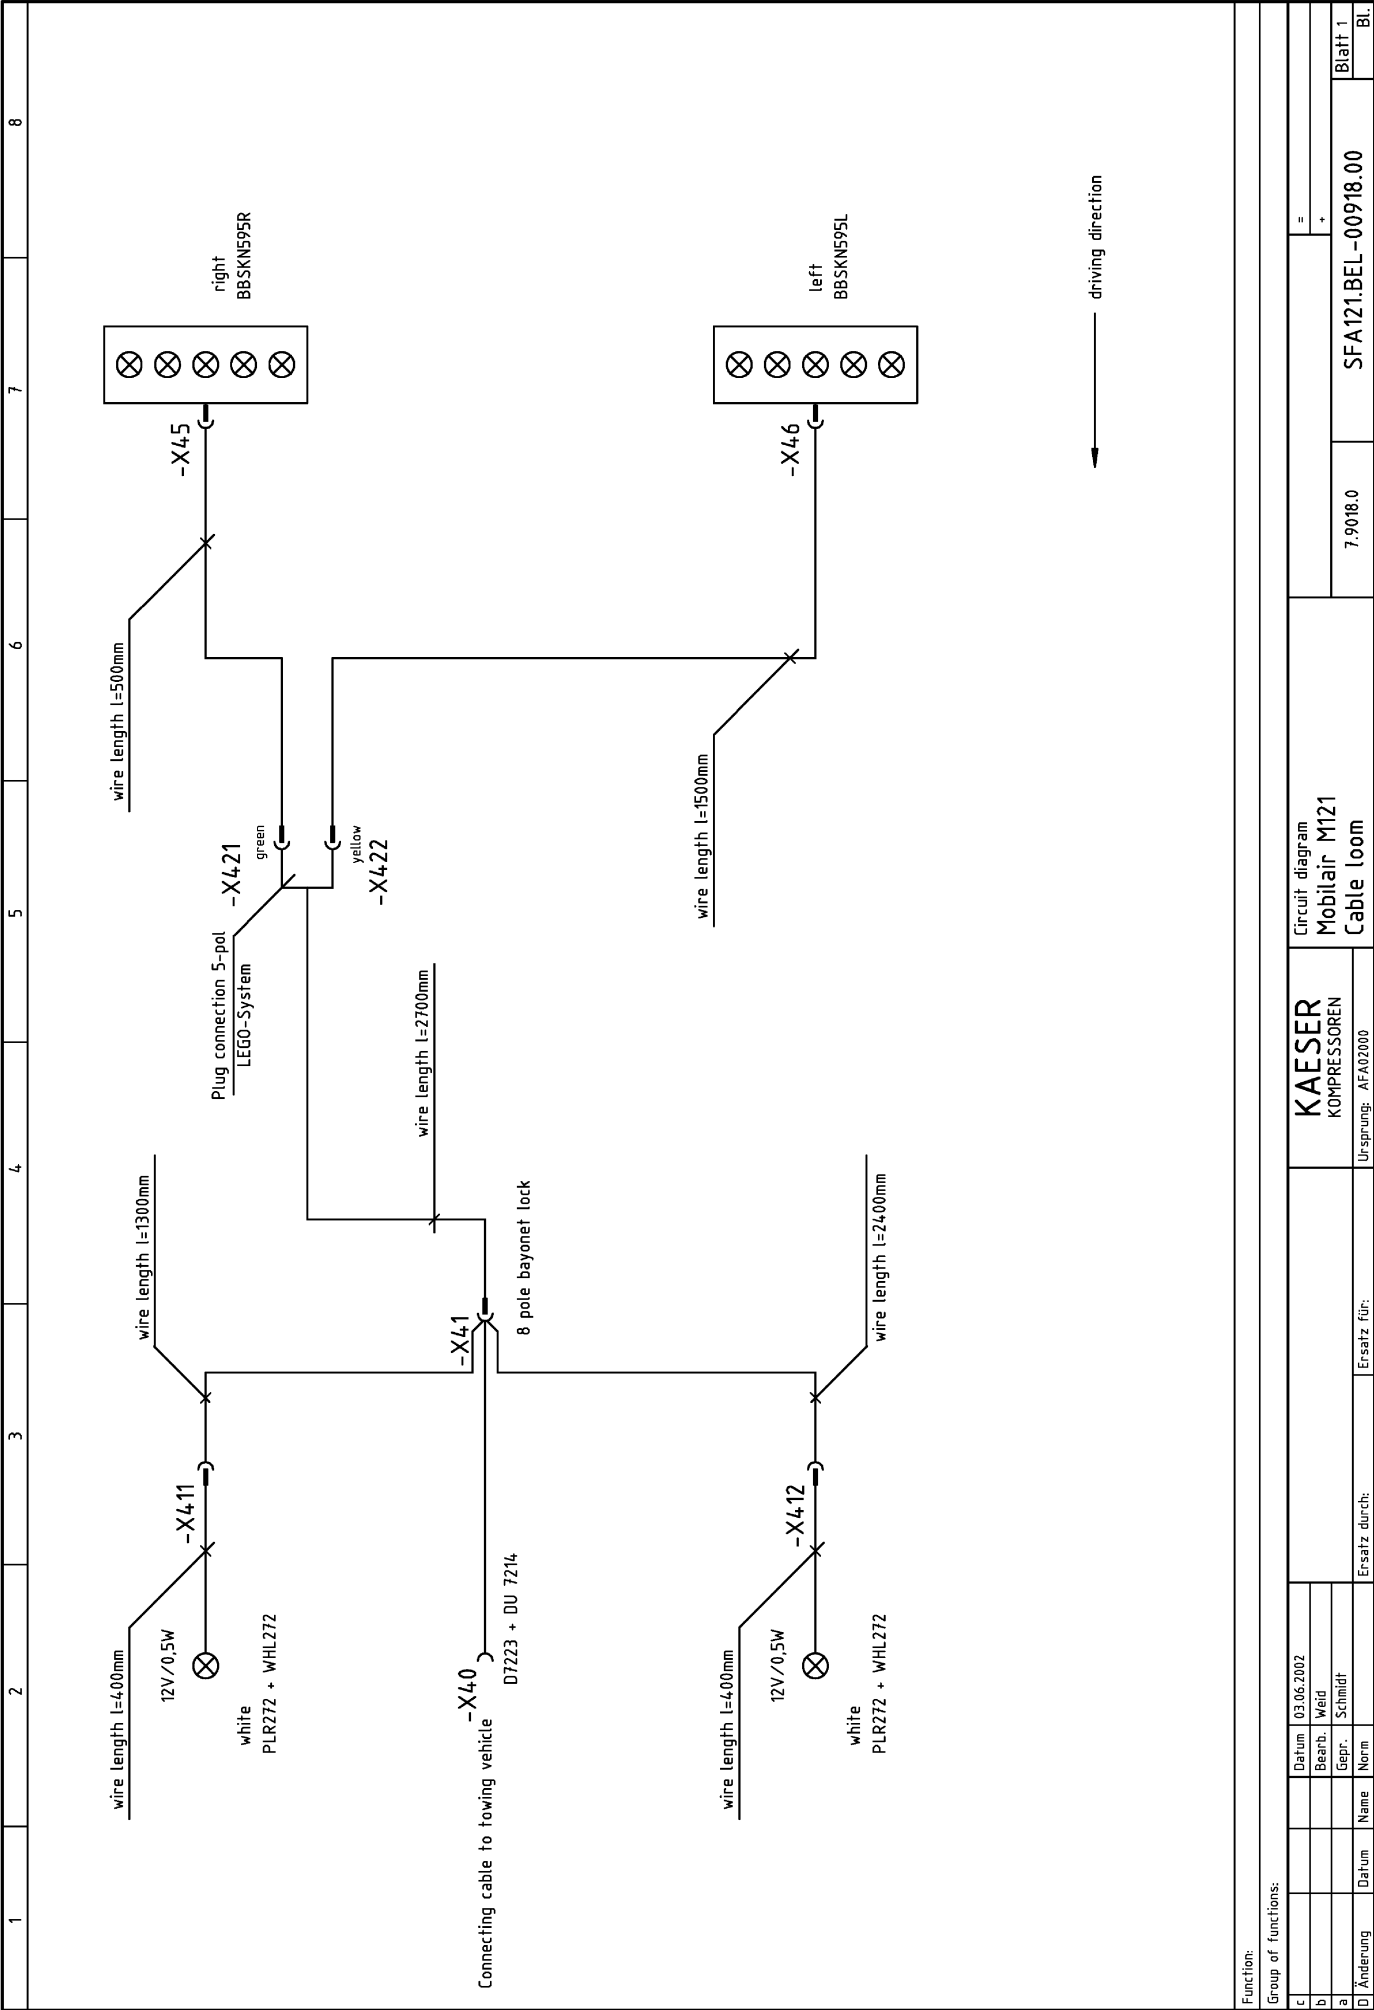 1
2
3
4
5
6
7
8
wire length l=400mm
12V/0,5W
white
PLR272 + WHL272
-X411
wire length l=1300mm
Plug connection 5-pol
LEGO-System
-X421
green
yellow
-X422
wire length l=500mm
-X45
right
BBSKN595R
Connecting cable to towing vehicle
-X40
D7223 + DU 7214
-X41
8 pole bayonet lock
wire length l=2700mm
wire length l=400mm
12V/0,5W
white
PLR272 + WHL272
-X412
wire length l=2400mm
wire length l=1500mm
-X46
left
BBSKN595L
driving direction
Function:
Group of functions:
c
b
a
D Änderung
Datum
Name
Datum 03.06.2002
Bearb. Weid
Gepr. Schmidt
Norm
Ersatz durch:
Ersatz für:
KAESER
KOMPRESSOREN
Ursprung: AFA02000
Circuit diagram
Mobilair M121
Cable loom
7.9018.0
=
+
SFA121.BEL-00918.00
Blatt 1
Bl.